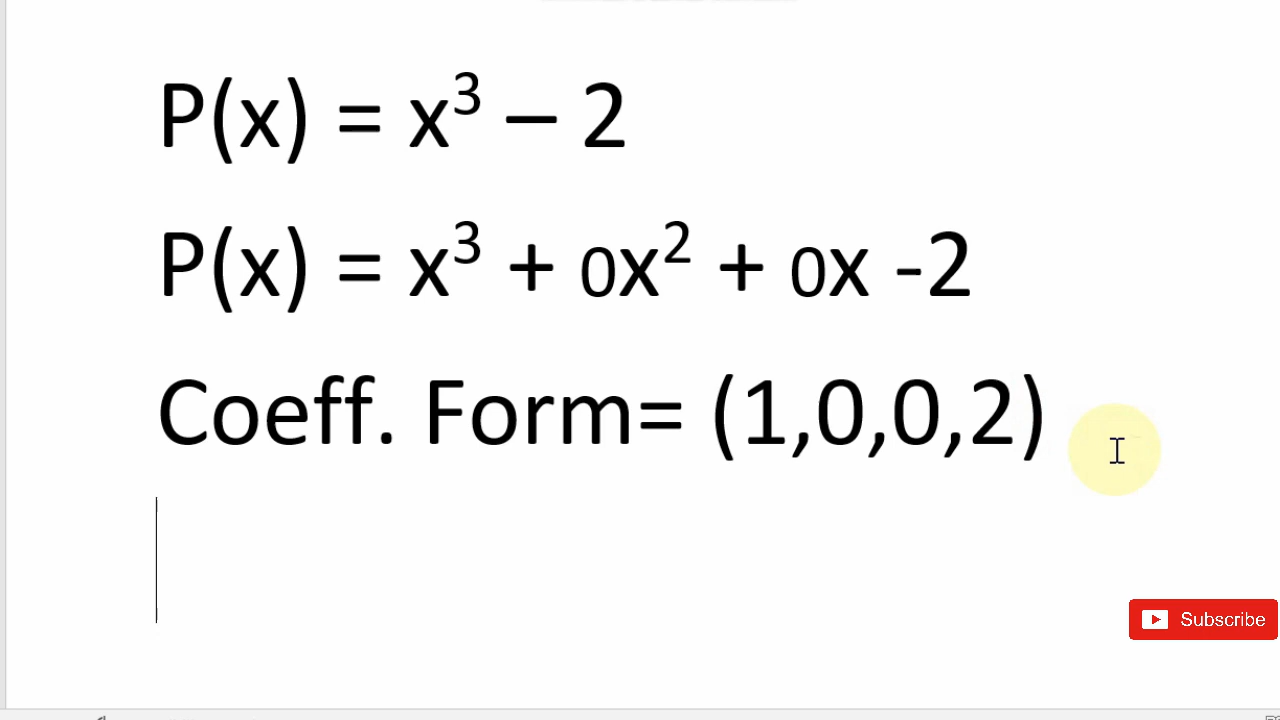 P(x) = x³ – 2
P(x) = x³ + 0x² + 0x -2
Coeff. Form= (1,0,0,2)
Subscribe